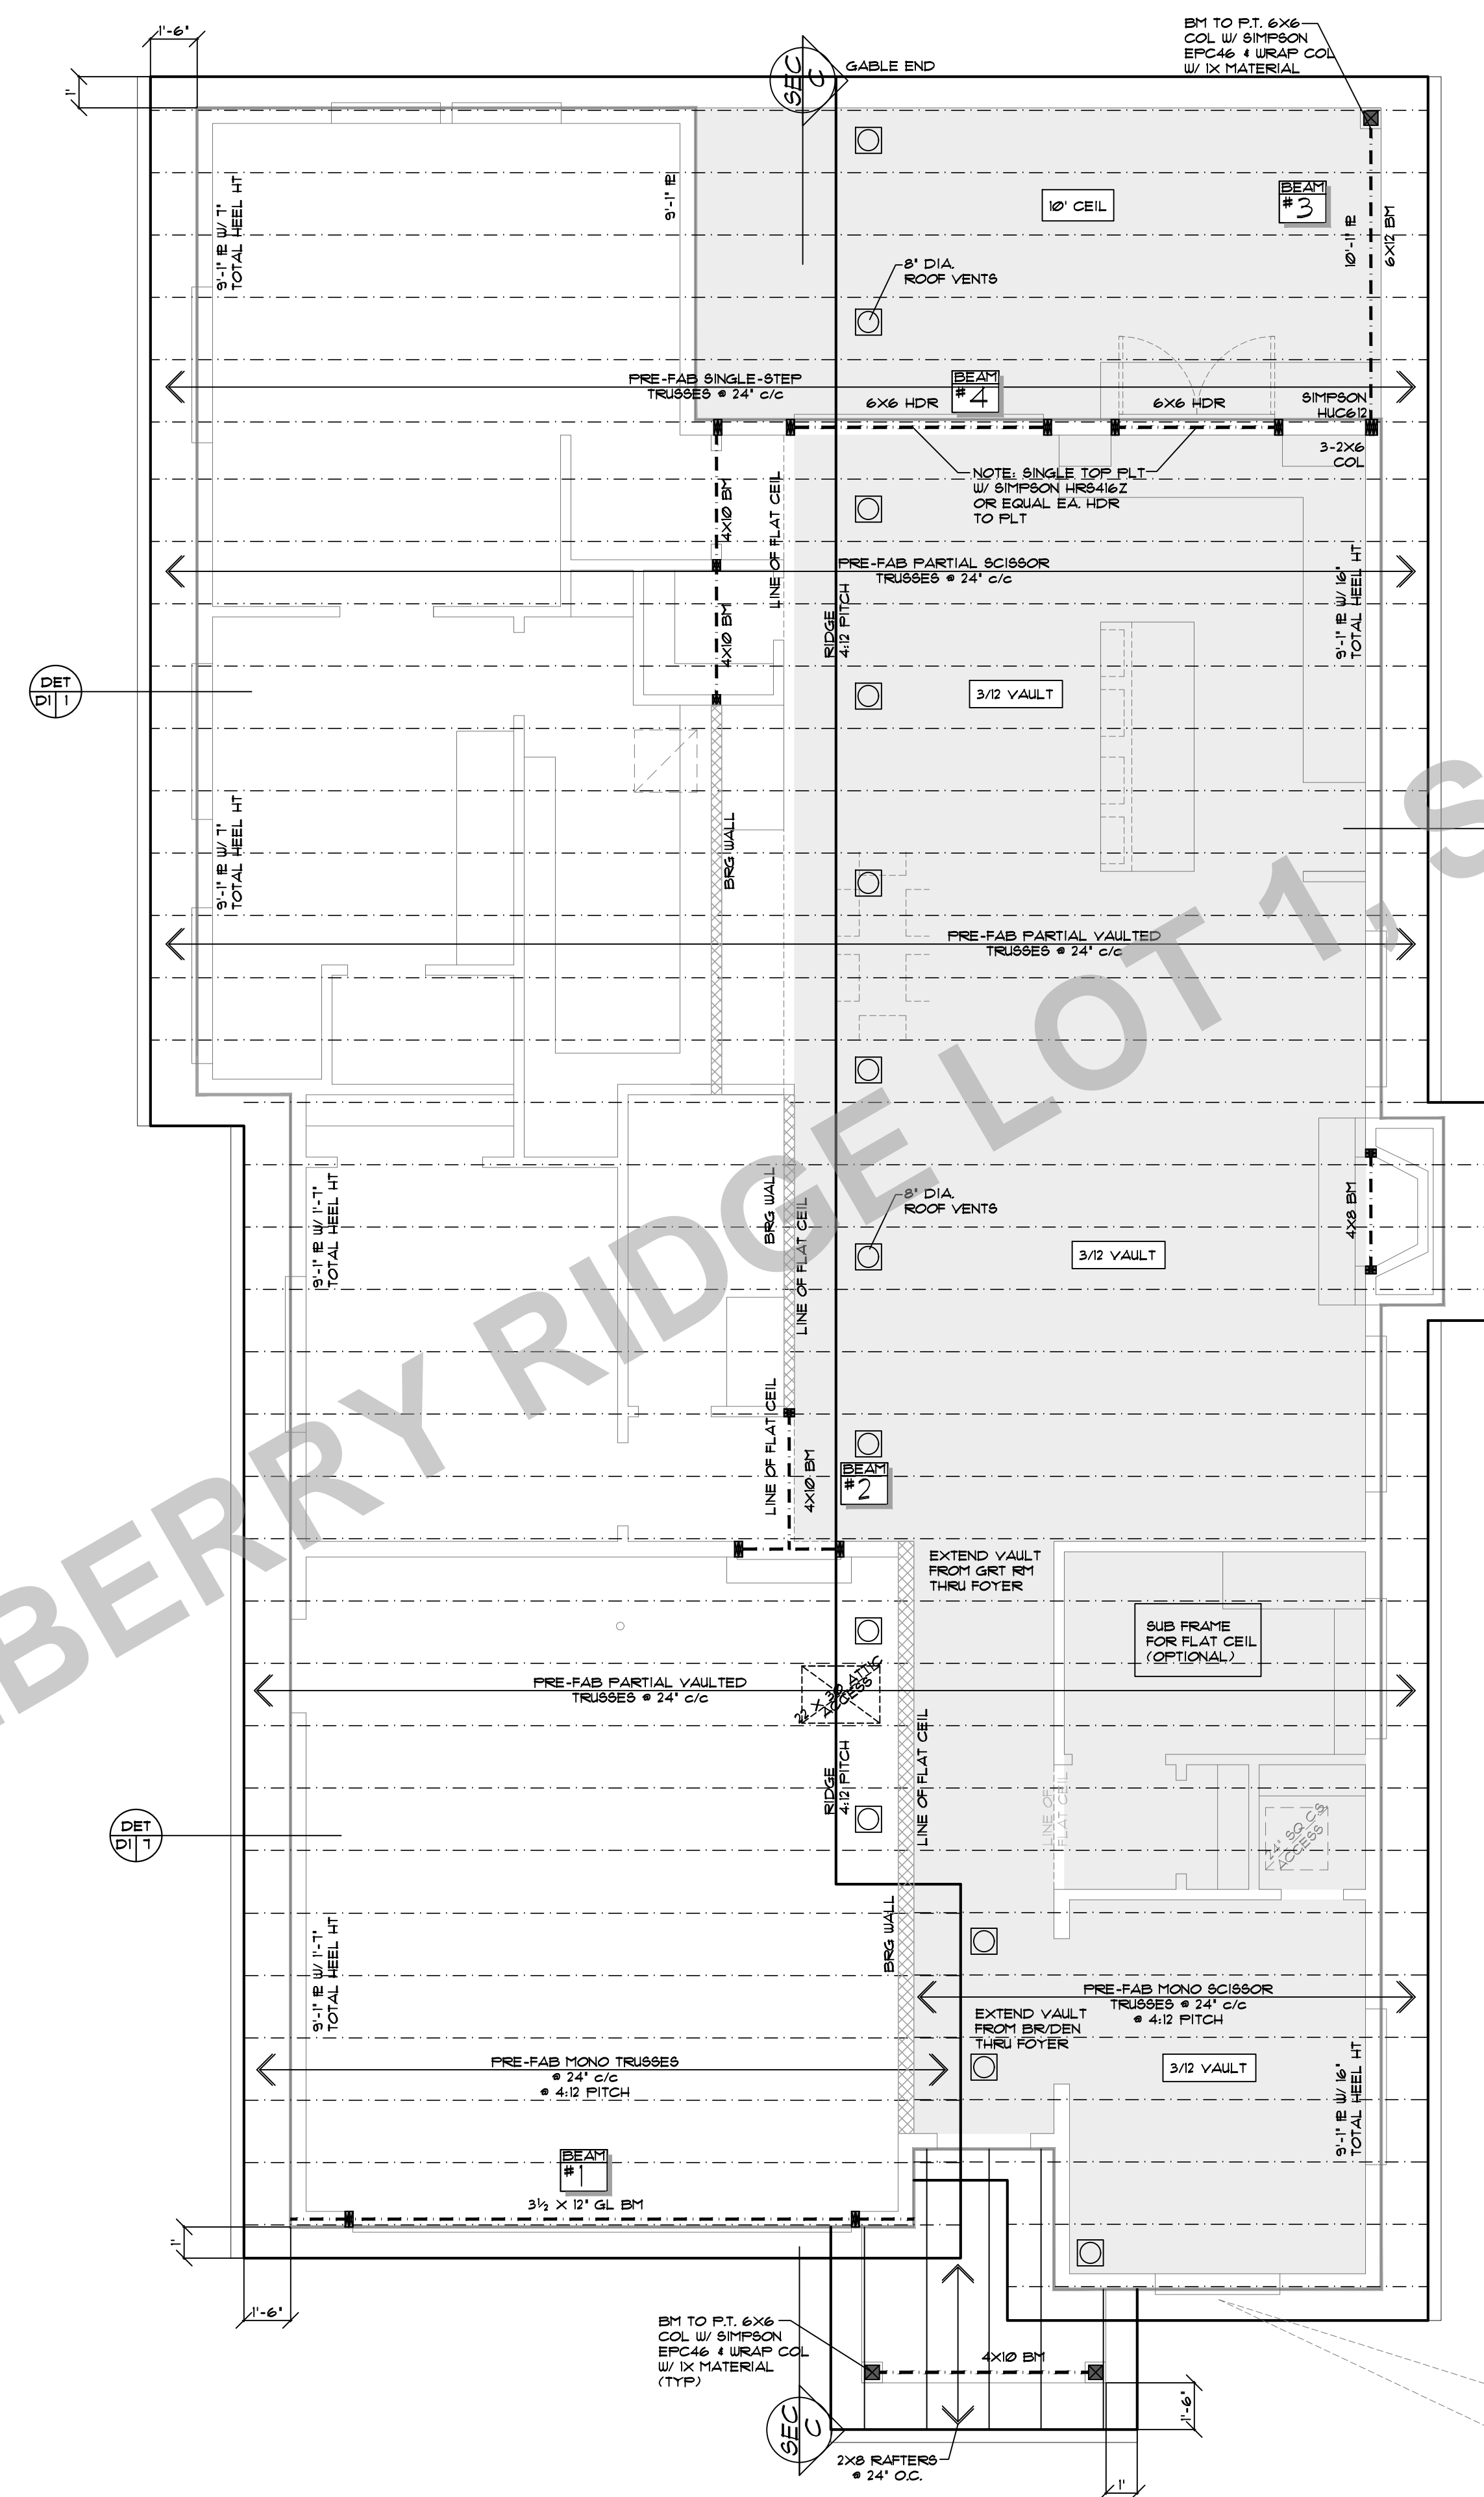 1'-6"
1'
SEC
C
GABLE END
BM TO P.T. 6X6
COL W/ SIMPSON
EPC46 & WRAP COL
W/ 1X MATERIAL
9'-1" PL W/ 7"
TOTAL HEEL HT
9'-1" PL
10' CEIL
BEAM
#3
10'-1" PL
6X12 BM
8" DIA.
ROOF VENTS
PRE-FAB SINGLE-STEP
TRUSSES @ 24" c/c
BEAM
#4
6X6 HDR
6X6 HDR
SIMPSON
HUC612
3-2X6
COL
NOTE: SINGLE TOP PLT
W/ SIMPSON HRS416Z
OR EQUAL EA. HDR
TO PLT
4X10 BM
LINE OF FLAT CEIL
PRE-FAB PARTIAL SCISSOR
TRUSSES @ 24" c/c
4X10 BM
RIDGE
4:12 PITCH
9'-1" PL W/ 16"
TOTAL HEEL HT
DET
D1 1
3/12 VAULT
9'-1" PL W/ 7"
TOTAL HEEL HT
BRG WALL
PRE-FAB PARTIAL VAULTED
TRUSSES @ 24" c/c
BERRY RIDGE LOT 1, S
9'-1" PL W/ 1'-7"
TOTAL HEEL HT
BRG WALL
LINE OF FLAT CEIL
8" DIA.
ROOF VENTS
3/12 VAULT
4X8 BM
LINE OF FLAT CEIL
4X10 BM
BEAM
#2
EXTEND VAULT
FROM GRT RM
THRU FOYER
SUB FRAME
FOR FLAT CEIL
(OPTIONAL)
PRE-FAB PARTIAL VAULTED
TRUSSES @ 24" c/c
22 X 30 ATTIC
ACCESS
RIDGE
4:12 PITCH
LINE OF FLAT CEIL
LINE OF
FLAT CEIL
24" SQ C.S.
ACCESS
DET
D1 7
9'-1" PL W/ 1'-7"
TOTAL HEEL HT
BRG WALL
PRE-FAB MONO SCISSOR
TRUSSES @ 24" c/c
@ 4:12 PITCH
EXTEND VAULT
FROM BR/DEN
THRU FOYER
PRE-FAB MONO TRUSSES
@ 24" c/c
@ 4:12 PITCH
3/12 VAULT
9'-1" PL W/ 16"
TOTAL HEEL HT
BEAM
#1
3½ X 12" GL BM
1'
1'-6"
BM TO P.T. 6X6
COL W/ SIMPSON
EPC46 & WRAP COL
W/ 1X MATERIAL
(TYP)
4X10 BM
1'-6"
SEC
C
2X8 RAFTERS
@ 24" O.C.
1'